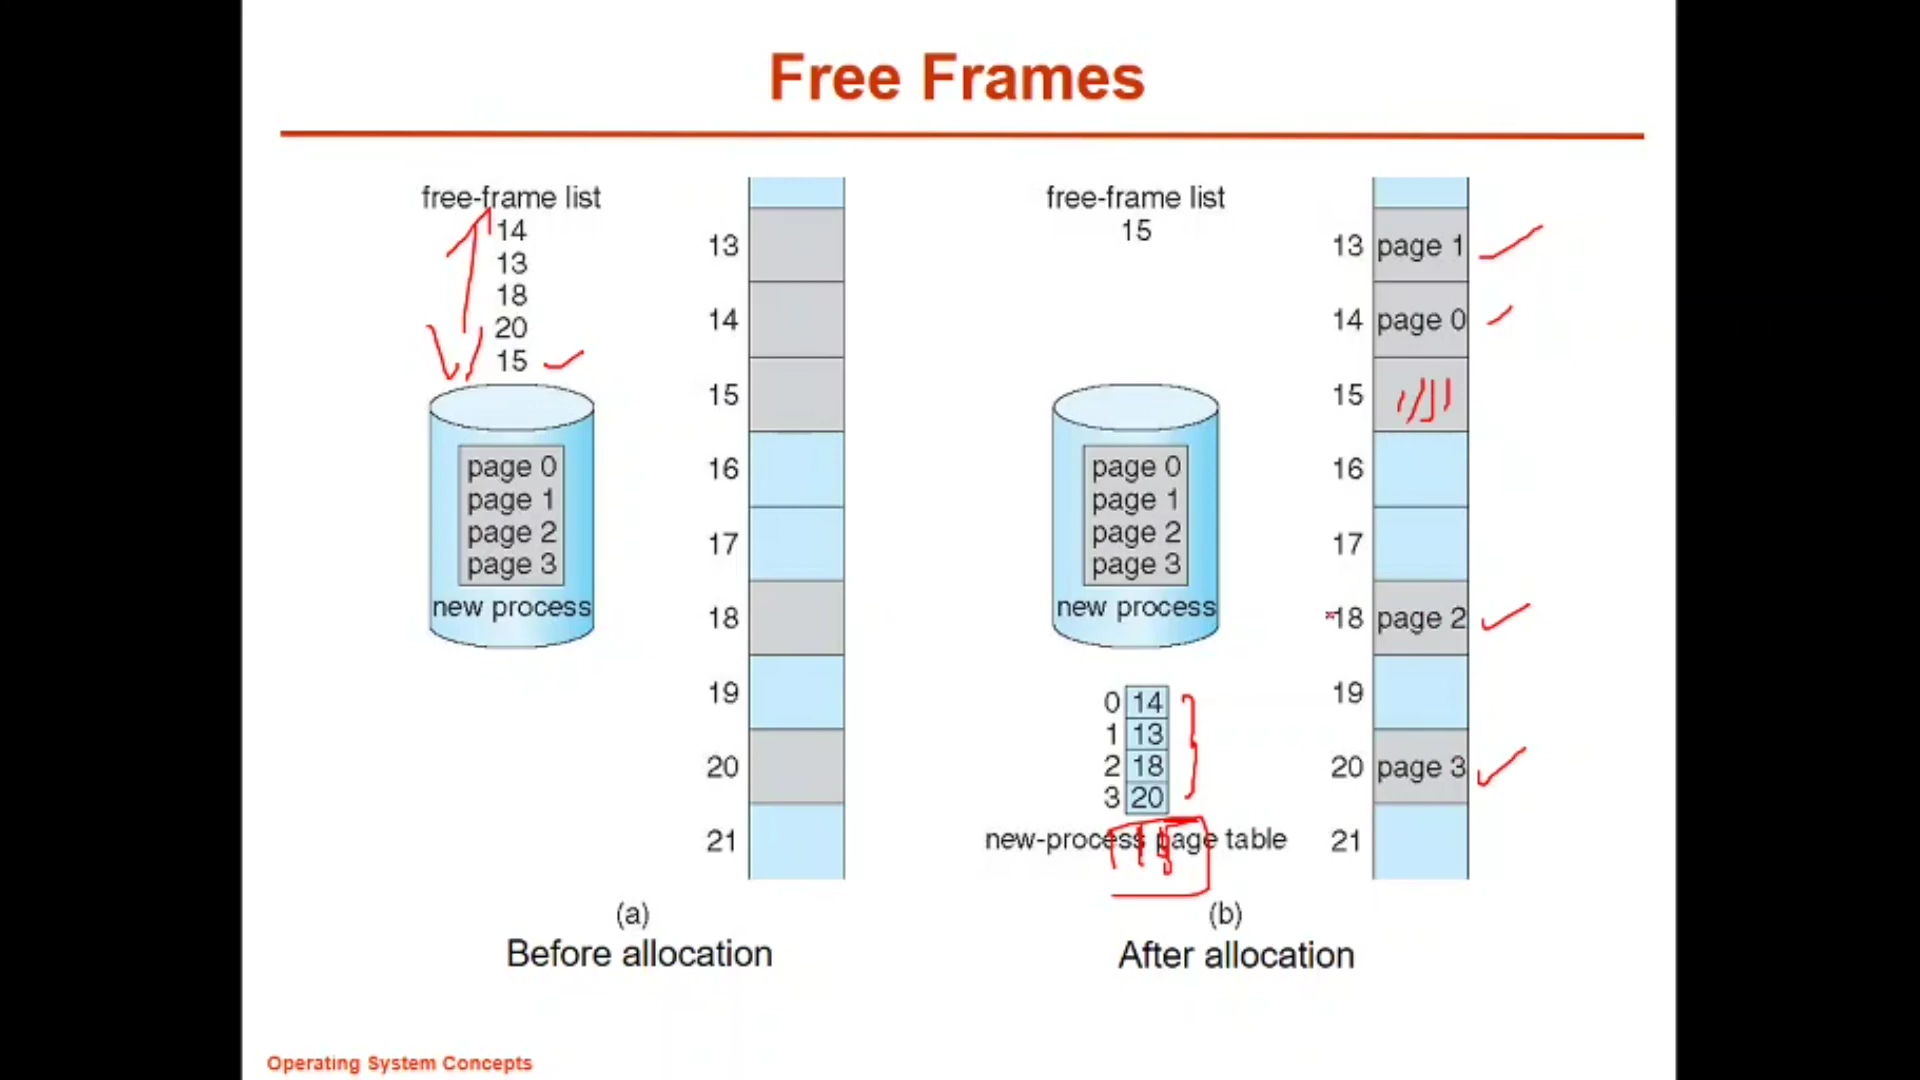 Free Frames
free-frame list
14
13
18
20
15
page 0
page 1
page 2
page 3
new process
13
14
15
16
17
18
19
20
21
(a)
Before allocation
free-frame list
15
page 0
page 1
page 2
page 3
new process
0 14
1 13
2 18
3 20
new-process page table
15
13 page 1
14 page 0
15
16
17
18 page 2
19
20 page 3
21
(b)
After allocation
Operating System Concepts